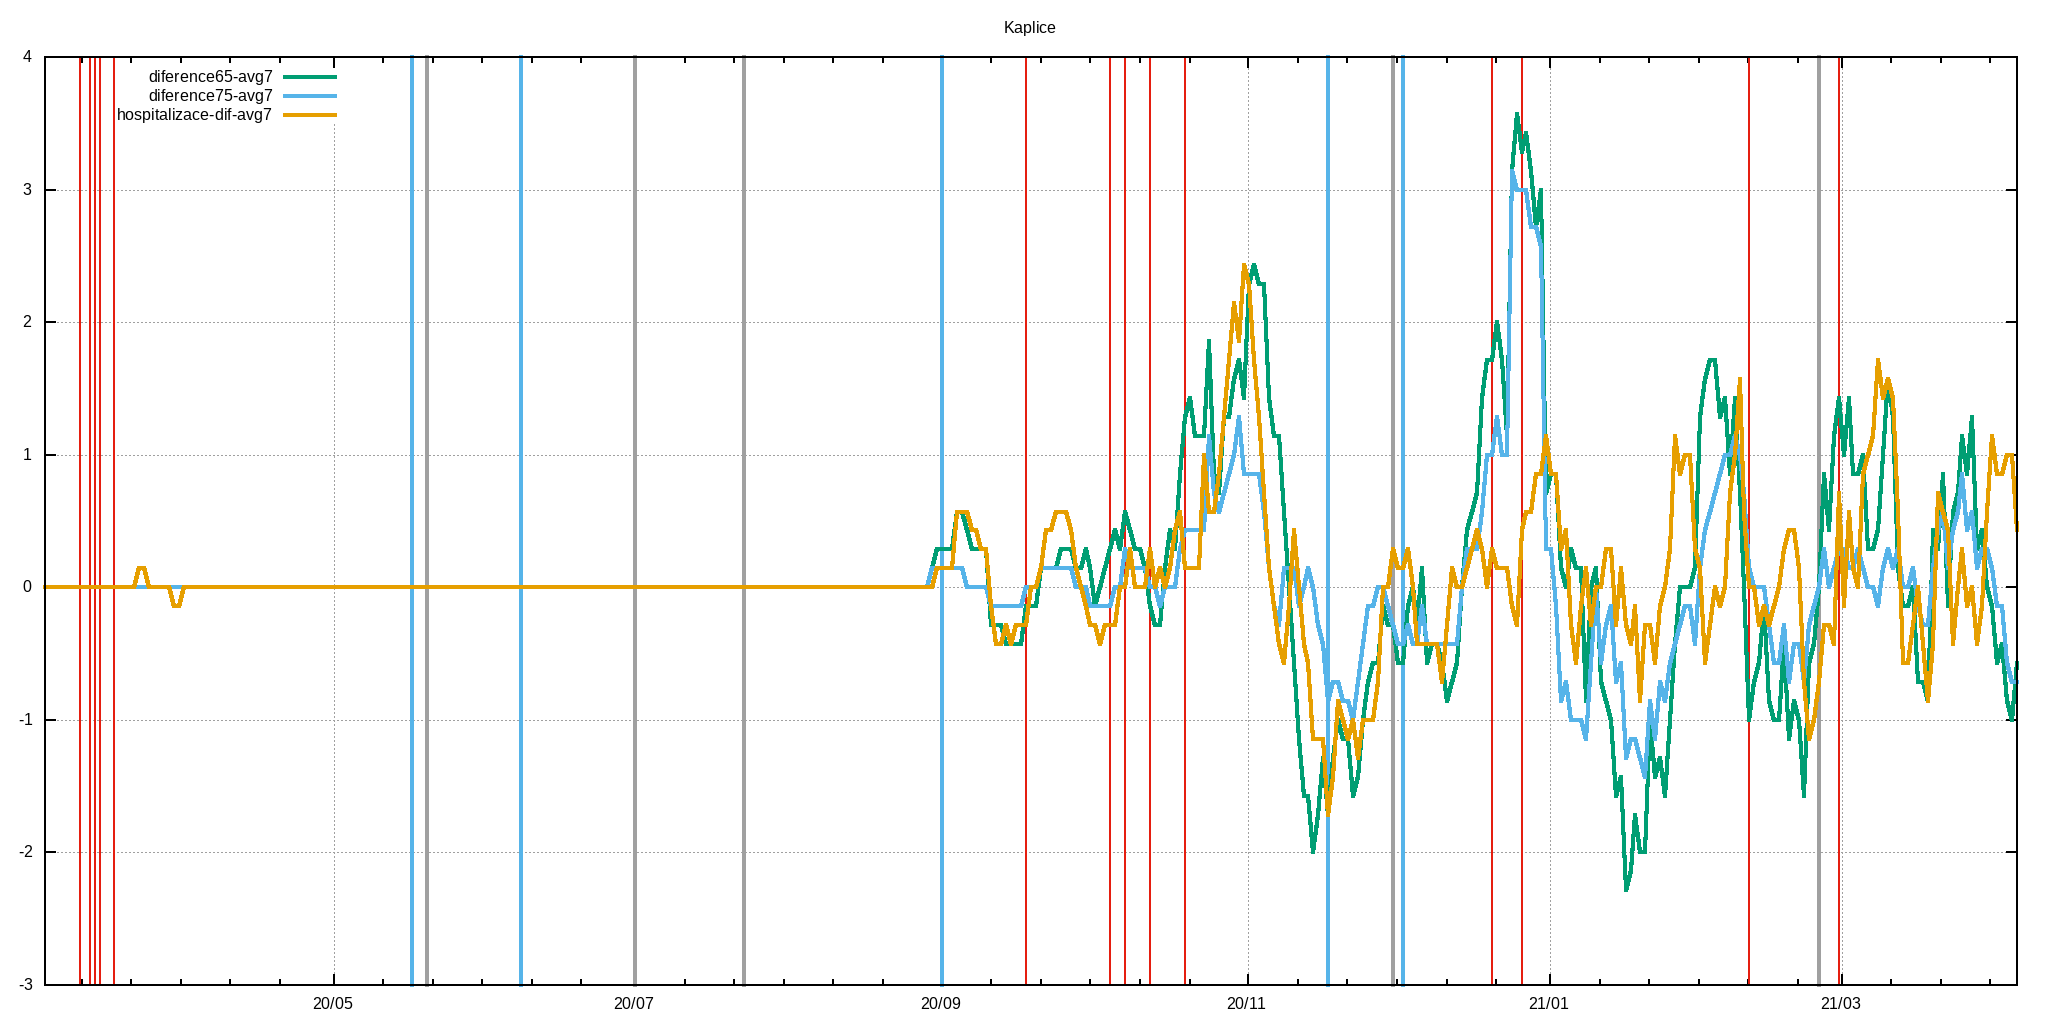 Kaplice
4
diference65-avg7
diference75-avg7
hospitalizace-dif-avg7
3
2
1
0
-1
-2
-3
20/05 20/07 20/09 20/11 21/01 21/03